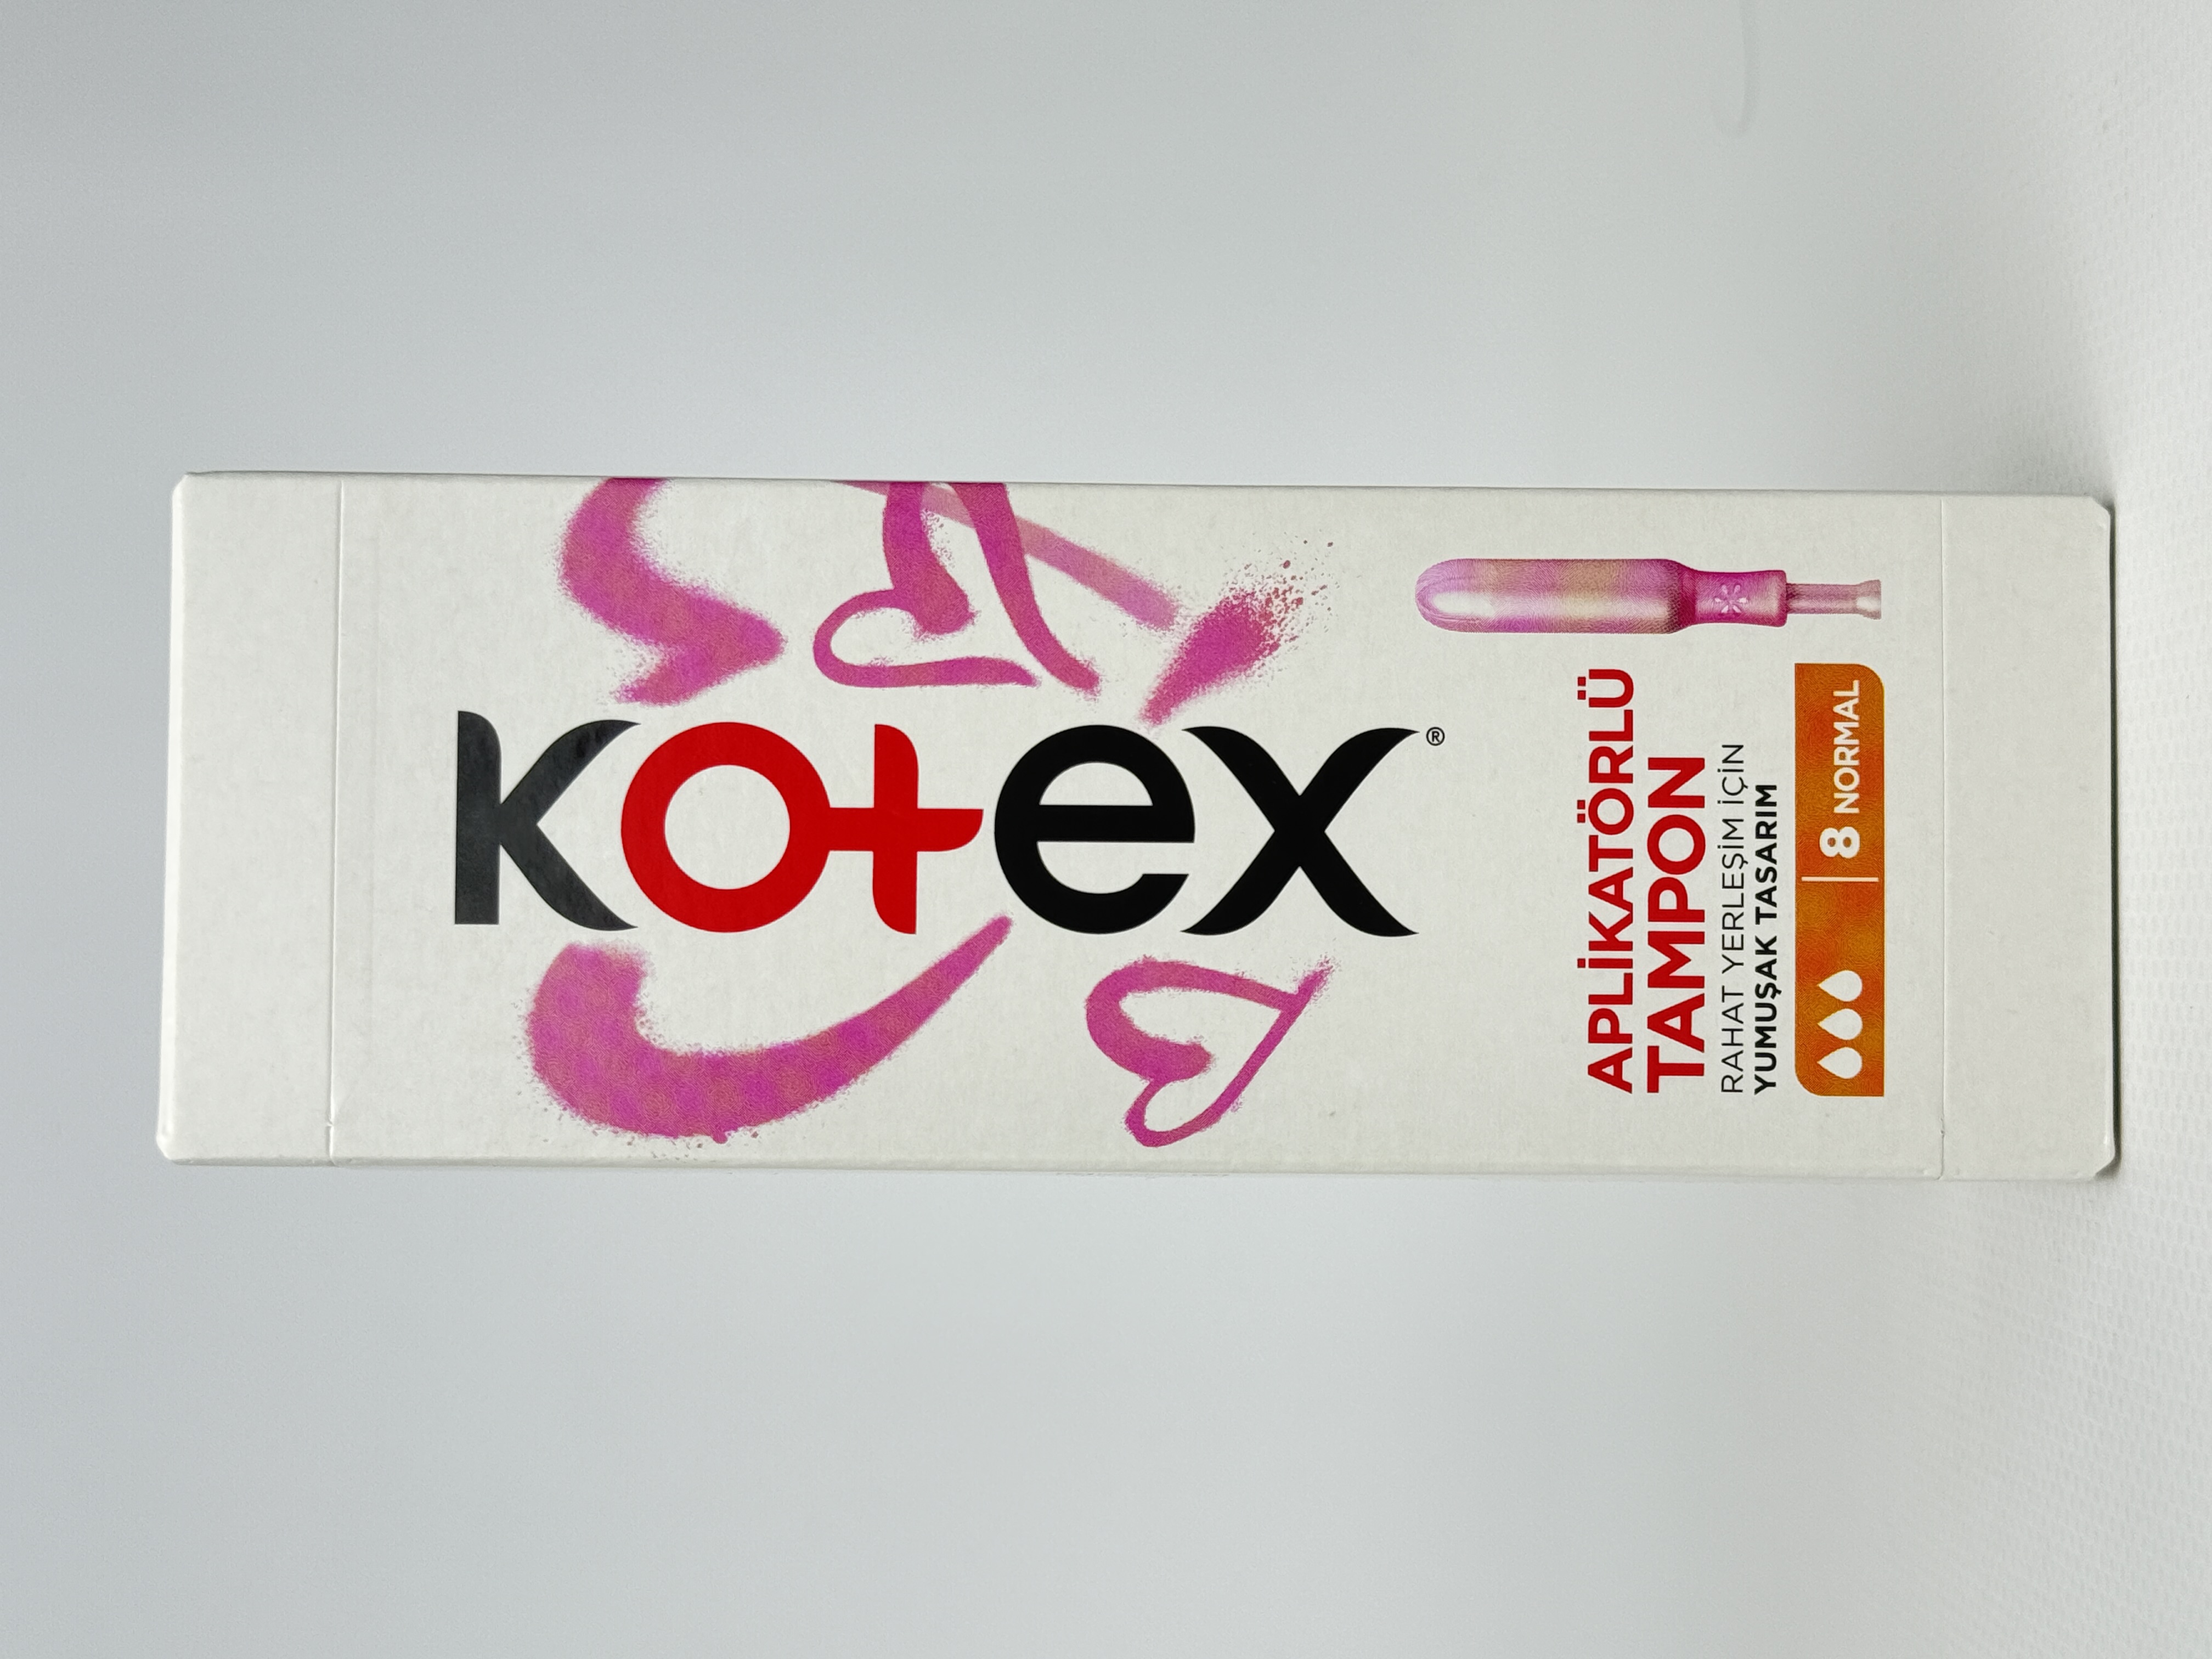 Kotex®
APLİKATÖRLÜ
TAMPON
RAHAT YERLEŞİM İÇİN
YUMUŞAK TASARIM
8 NORMAL